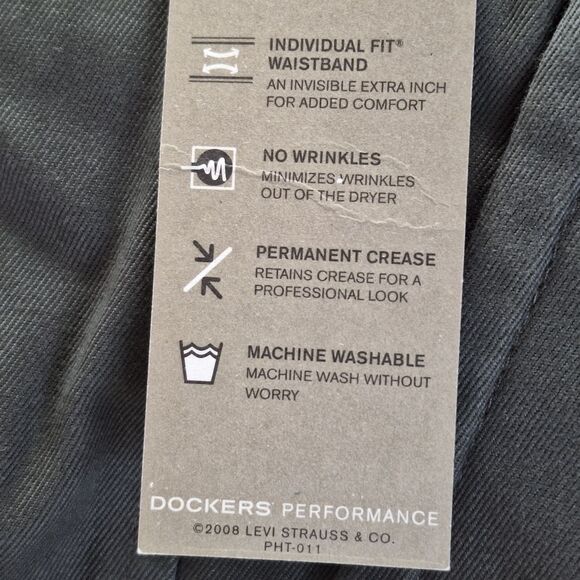 INDIVIDUAL FIT®
WAISTBAND
AN INVISIBLE EXTRA INCH
FOR ADDED COMFORT
NO WRINKLES
MINIMIZES WRINKLES
OUT OF THE DRYER
PERMANENT CREASE
RETAINS CREASE FOR A
PROFESSIONAL LOOK
MACHINE WASHABLE
MACHINE WASH WITHOUT
WORRY
DOCKERS® PERFORMANCE
©2008 LEVI STRAUSS & CO.
PHT-011